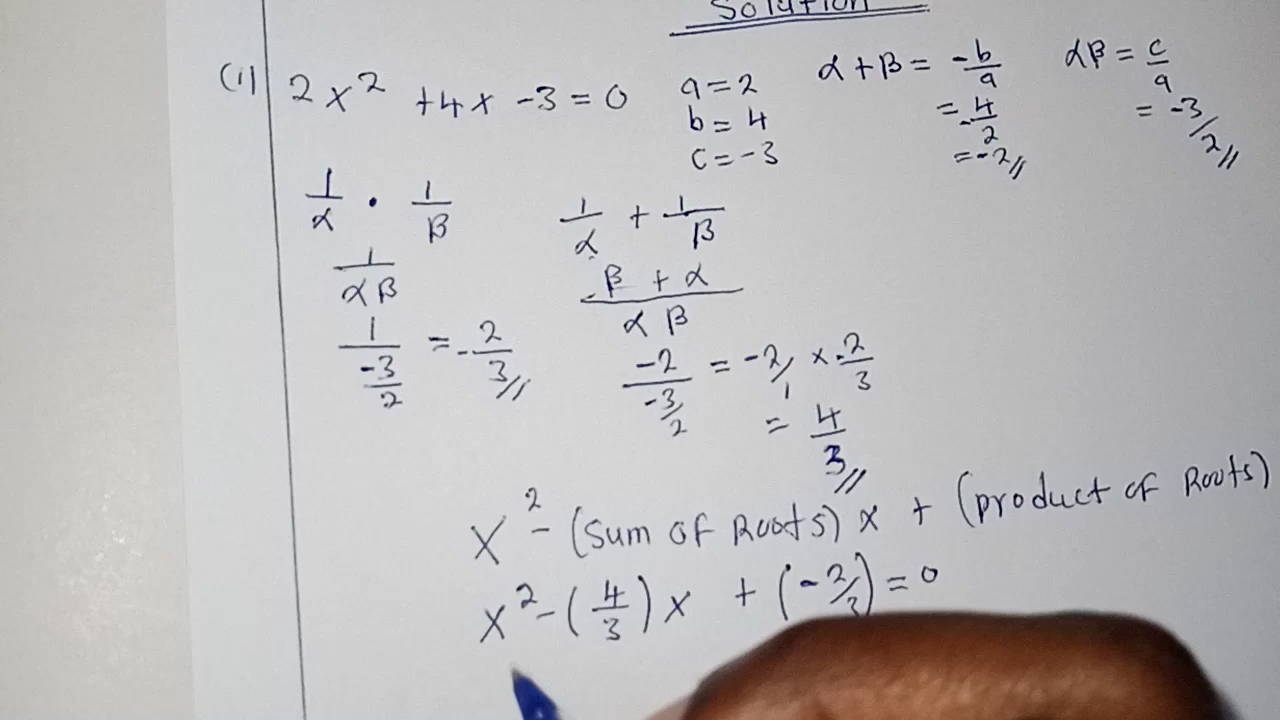 Solution
(i) 2x² +4x -3 = 0 a=2 α+β = -b/a αβ = c/a
b = 4 = -4/2 = -3/2//
c = -3 = -2//
1/α · 1/β 1/α + 1/β
1/αβ β + α/αβ
1/(-3/2) = -2/3// -2/(-3/2) = -2/1 × -2/3
= 4/3//
x² - (sum of Roots) x + (product of Roots)
x² - (4/3) x + (-2/3) = 0